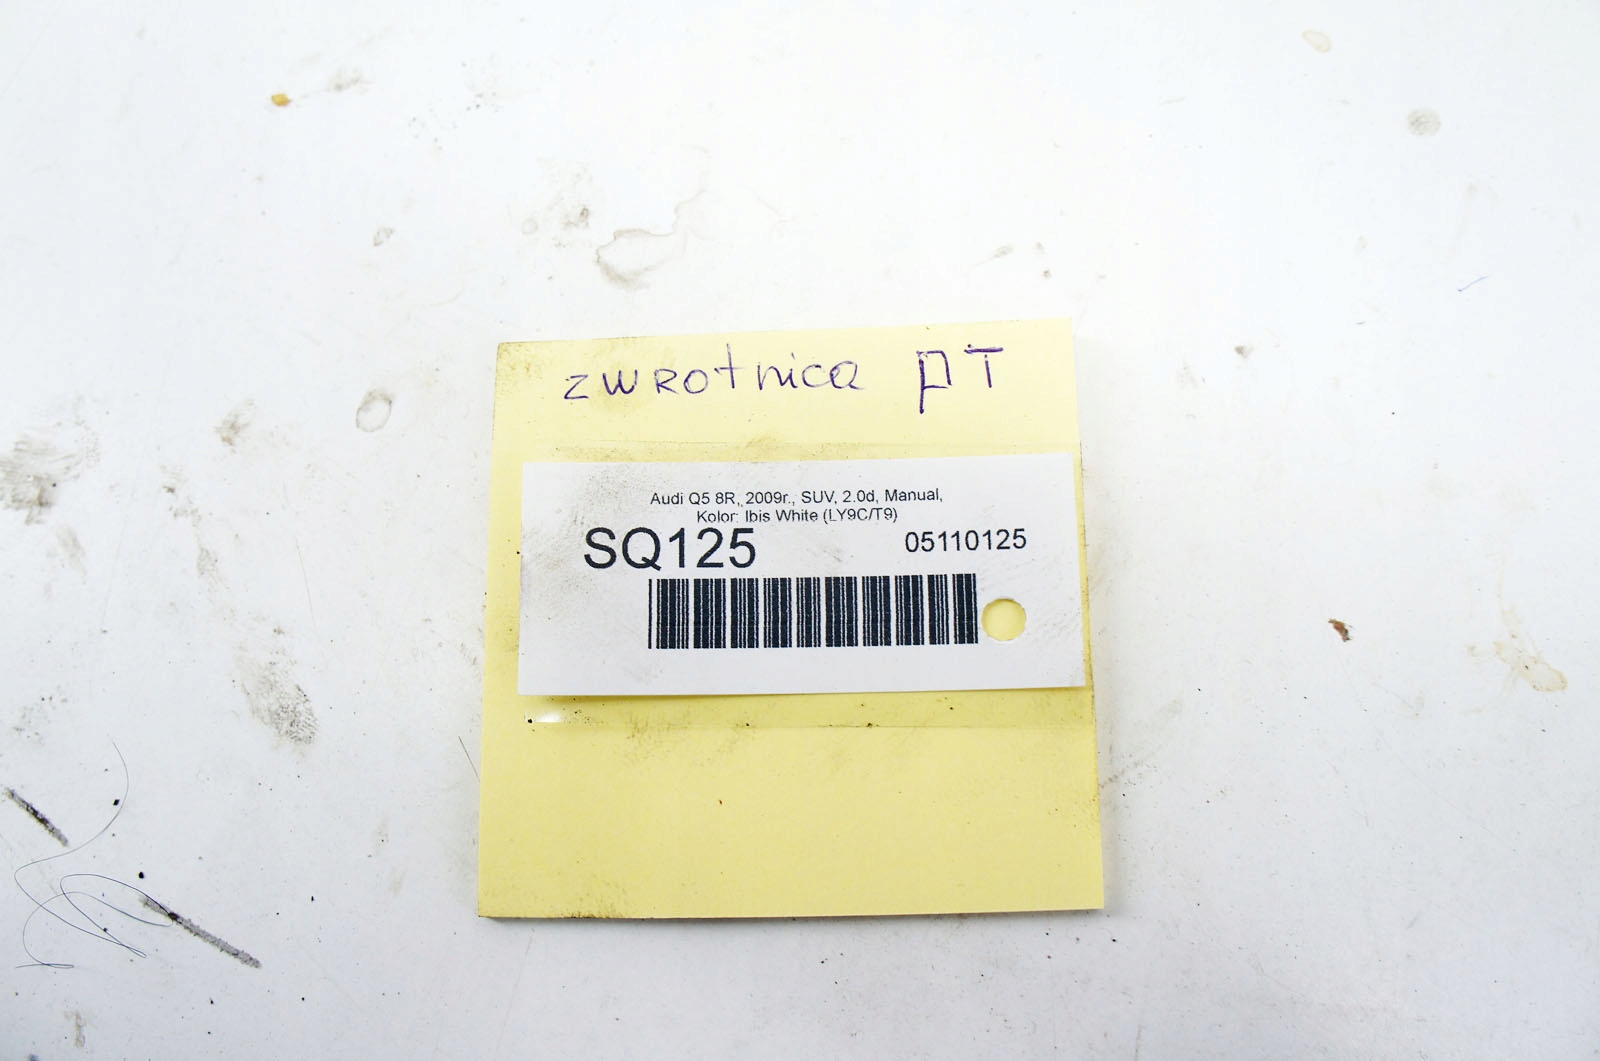 zwrotnica PT
Audi Q5 8R, 2009r., SUV, 2.0d, Manual,
Kolor: Ibis White (LY9C/T9)
SQ125 05110125